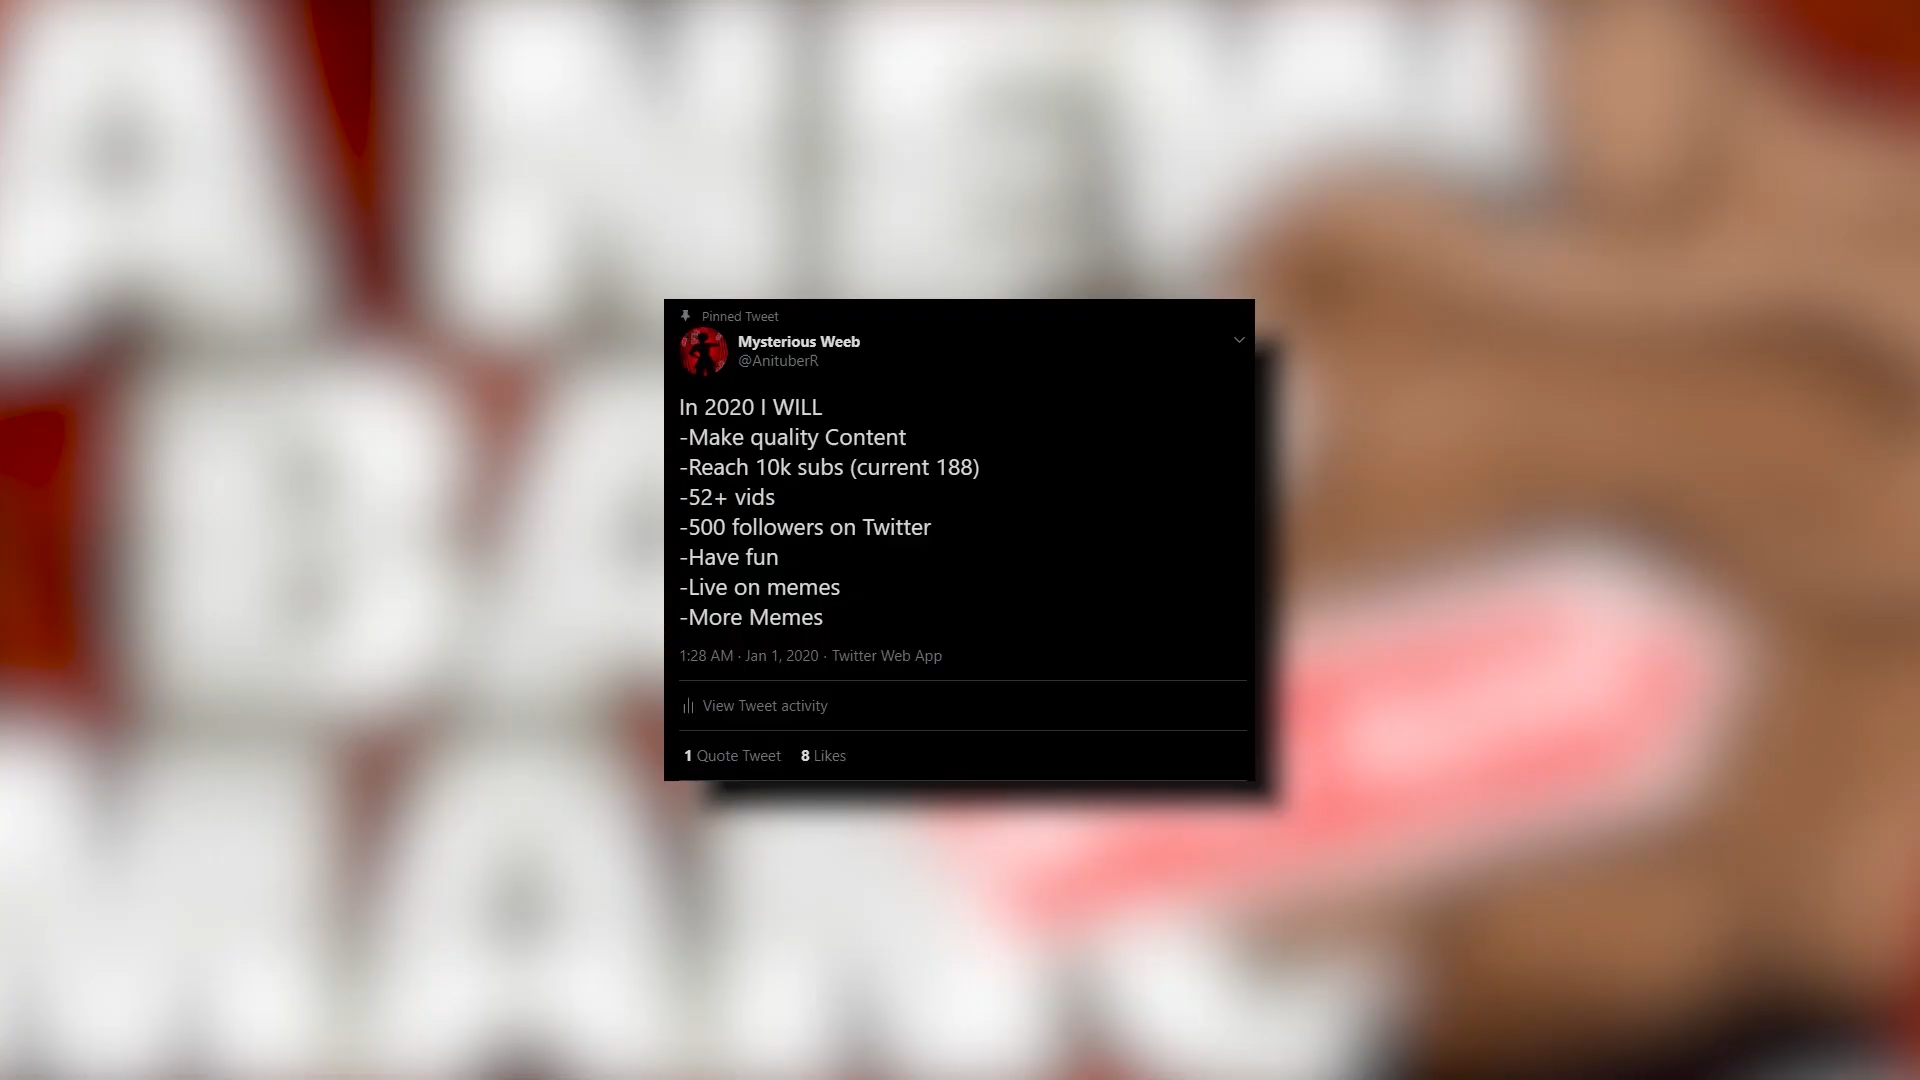 Pinned Tweet
Mysterious Weeb
@AnituberR
In 2020 I WILL
-Make quality Content
-Reach 10k subs (current 188)
-52+ vids
-500 followers on Twitter
-Have fun
-Live on memes
-More Memes
1:28 AM · Jan 1, 2020 · Twitter Web App
View Tweet activity
1 Quote Tweet 8 Likes